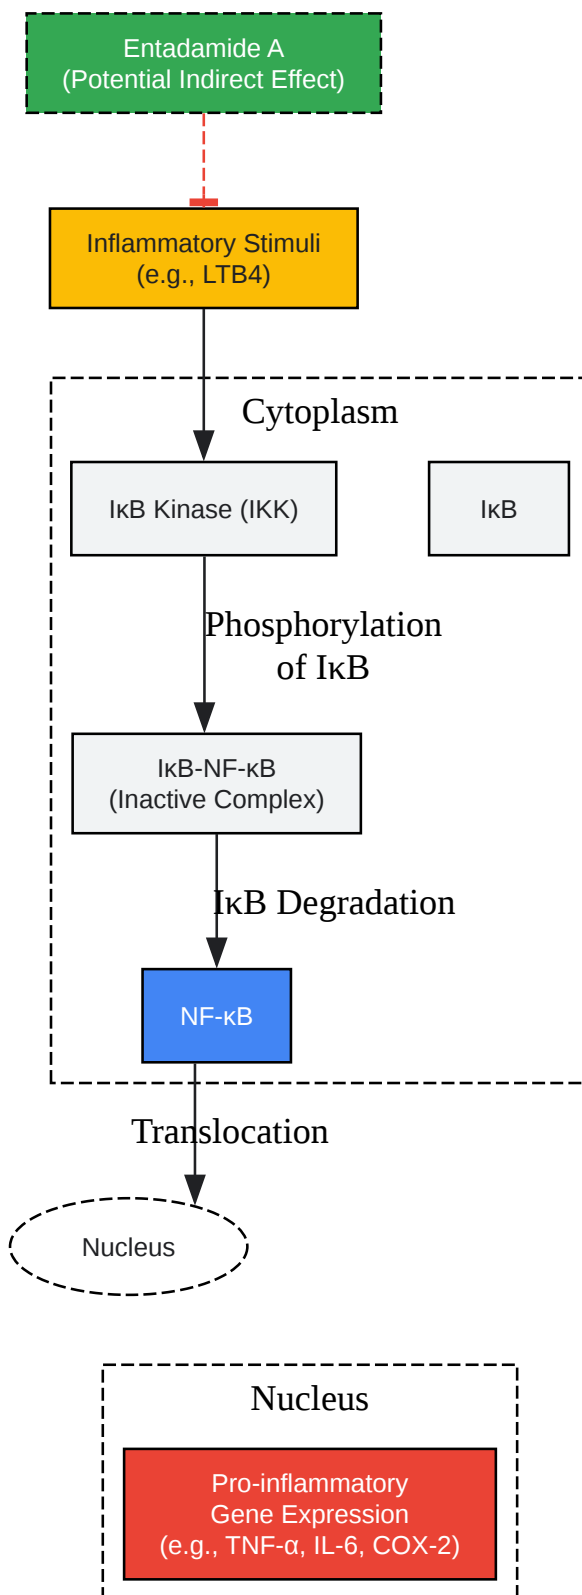 Entadamide A
(Potential Indirect Effect)
Inflammatory Stimuli
(e.g., LTB4)
Cytoplasm
IκB Kinase (IKK)
IκB
Phosphorylation
of IκB
IκB-NF-κB
(Inactive Complex)
IκB Degradation
NF-κB
Translocation
Nucleus
Nucleus
Pro-inflammatory
Gene Expression
(e.g., TNF-α, IL-6, COX-2)